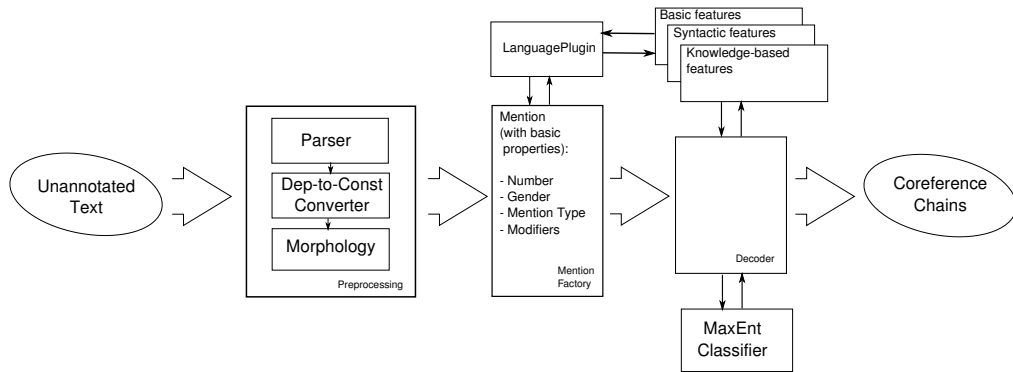 Unannotated
Text
Parser
Dep-to-Const
Converter
Morphology
Preprocessing
LanguagePlugin
Mention
(with basic
properties):
- Number
- Gender
- Mention Type
- Modifiers
Mention
Factory
Basic features
Syntactic features
Knowledge-based
features
Decoder
MaxEnt
Classifier
Coreference
Chains